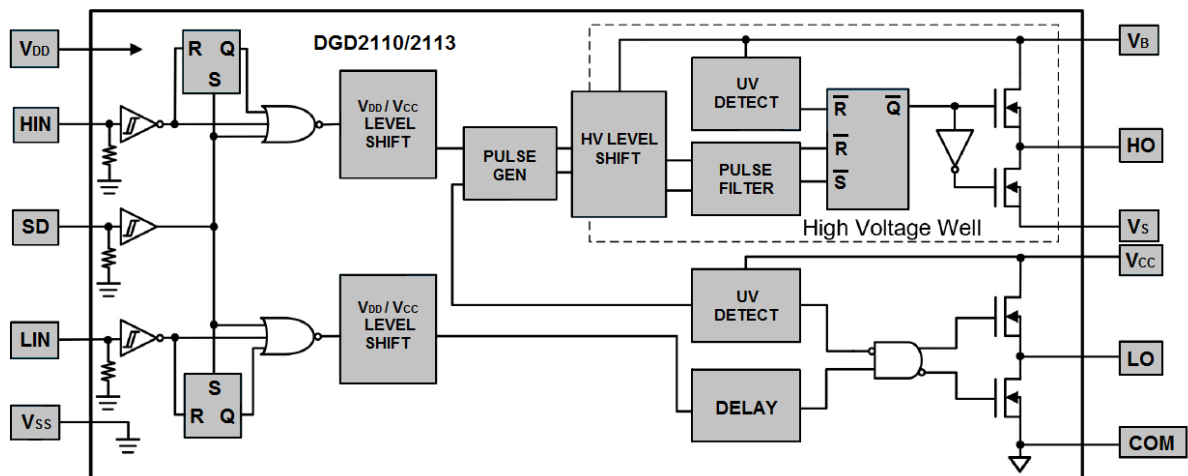 DGD2110/2113
VDD
R Q
S
HIN
VDD / VCC
LEVEL
SHIFT
PULSE
GEN
HV LEVEL
SHIFT
UV
DETECT
PULSE
FILTER
R Q
R
S
VB
HO
VS
High Voltage Well
SD
LIN
VSS
S
R Q
VDD / VCC
LEVEL
SHIFT
UV
DETECT
DELAY
VCC
LO
COM